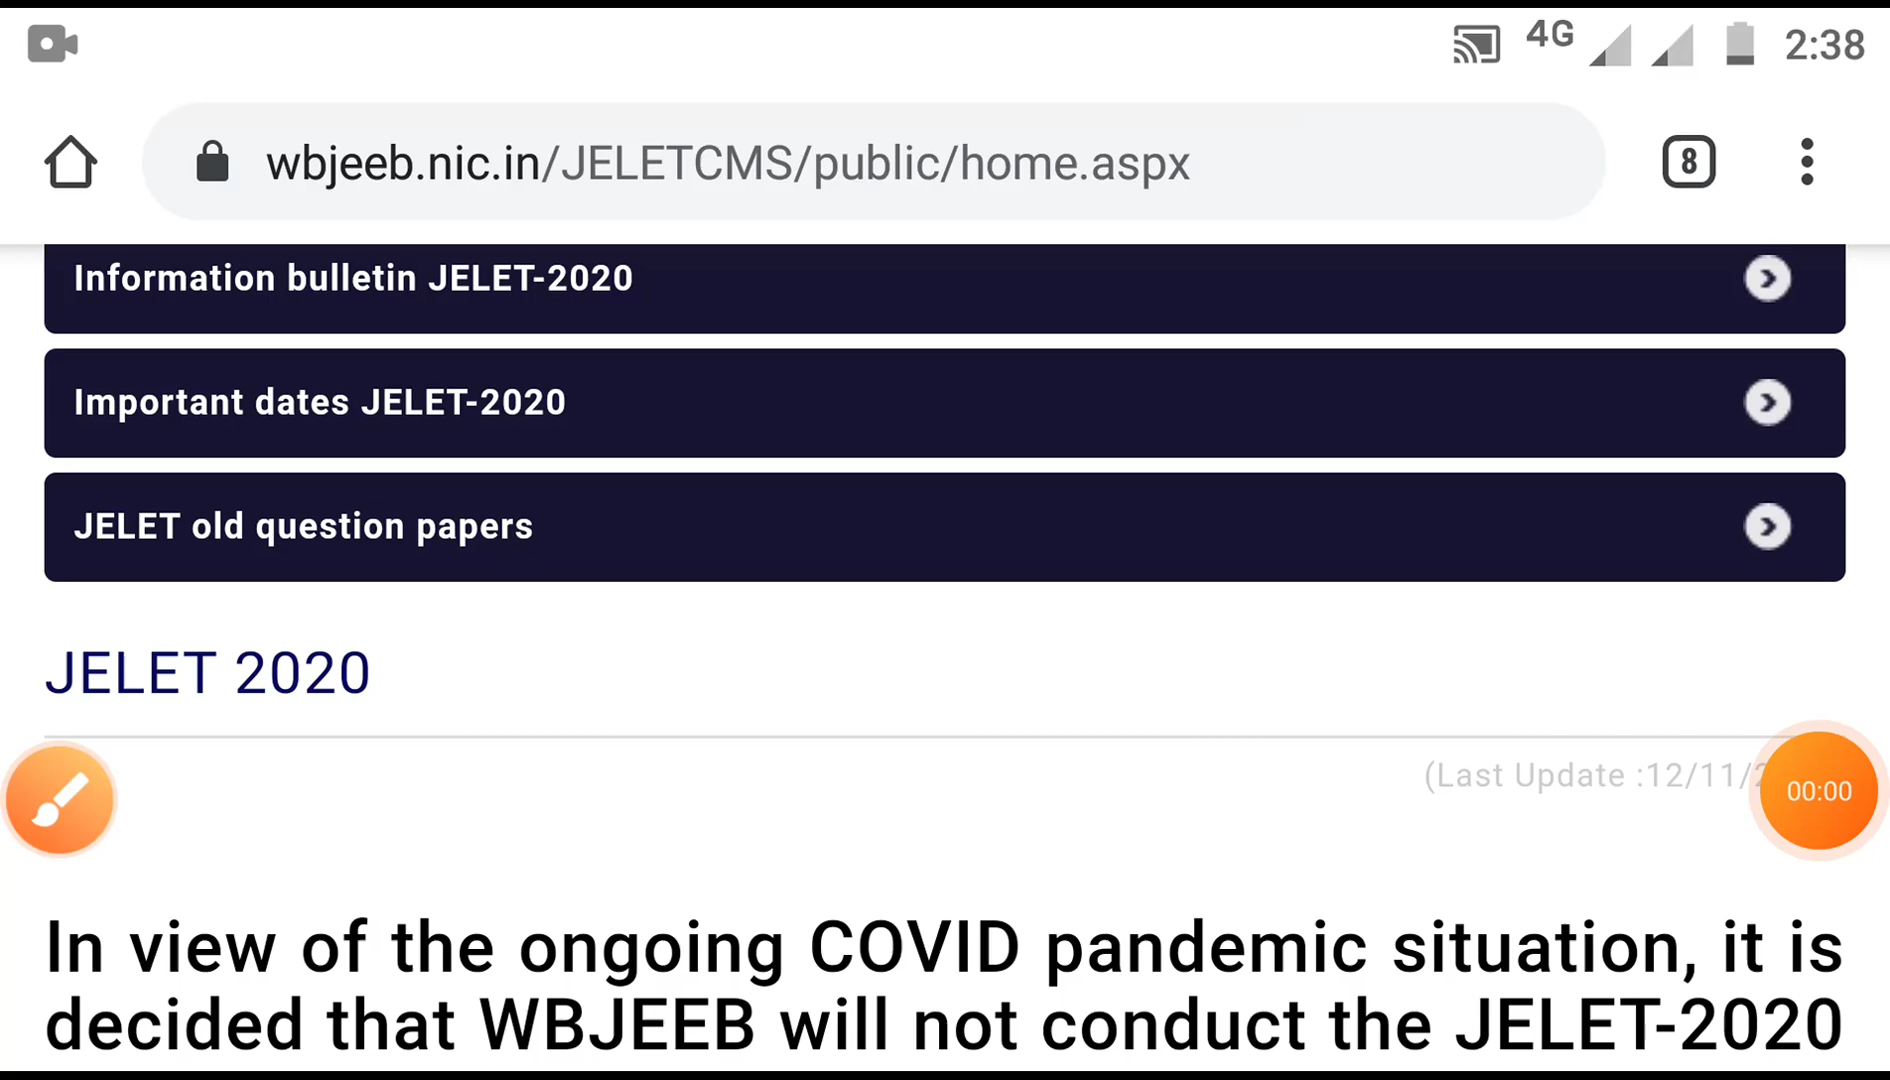 4G 2:38
wbjeeb.nic.in/JELETCMS/public/home.aspx
8
Information bulletin JELET-2020
Important dates JELET-2020
JELET old question papers
JELET 2020
(Last Update :12/11/2
00:00
In view of the ongoing COVID pandemic situation, it is
decided that WBJEEB will not conduct the JELET-2020